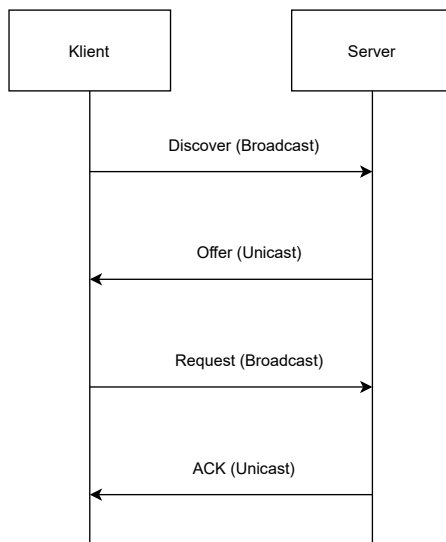 Klient
Server
Discover (Broadcast)
Offer (Unicast)
Request (Broadcast)
ACK (Unicast)